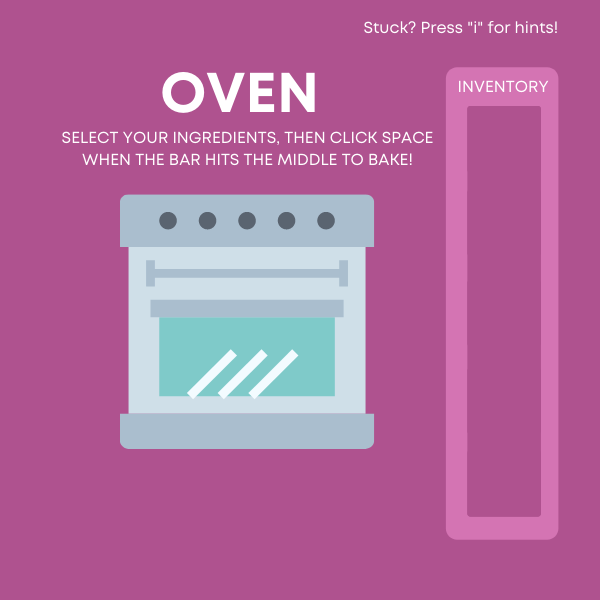 Stuck? Press "i" for hints!
OVEN
SELECT YOUR INGREDIENTS, THEN CLICK SPACE
WHEN THE BAR HITS THE MIDDLE TO BAKE!
INVENTORY